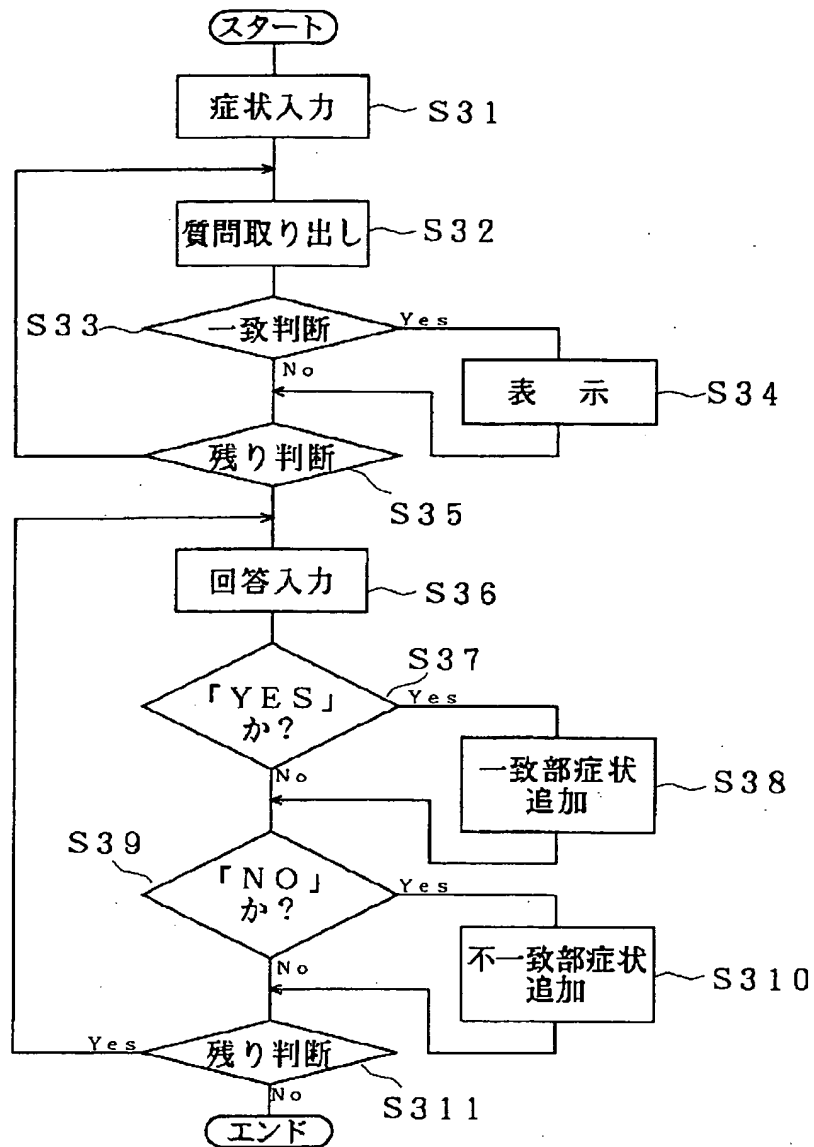 スタート
症状入力
S31
質問取り出し
S32
S33
一致判断
Yes
No
表 示
S34
残り判断
S35
回答入力
S36
S37
「YES」
か?
Yes
No
一致部症状
追加
S38
S39
「NO」
か?
Yes
No
不一致部症状
追加
S310
Yes
残り判断
No
S311
エンド